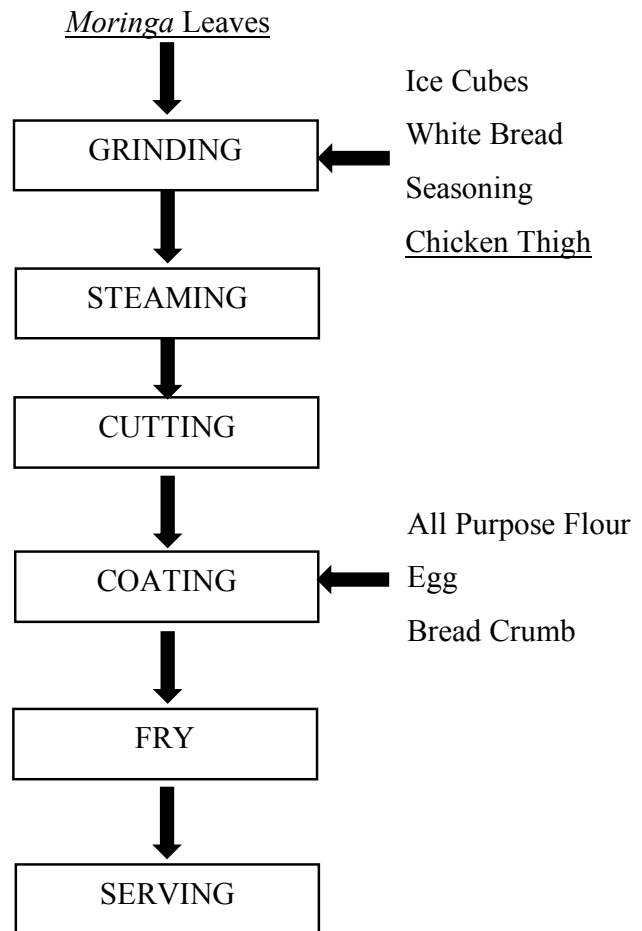 Moringa Leaves
Ice Cubes
GRINDING
White Bread
Seasoning
Chicken Thigh
STEAMING
CUTTING
All Purpose Flour
COATING
Egg
Bread Crumb
FRY
SERVING